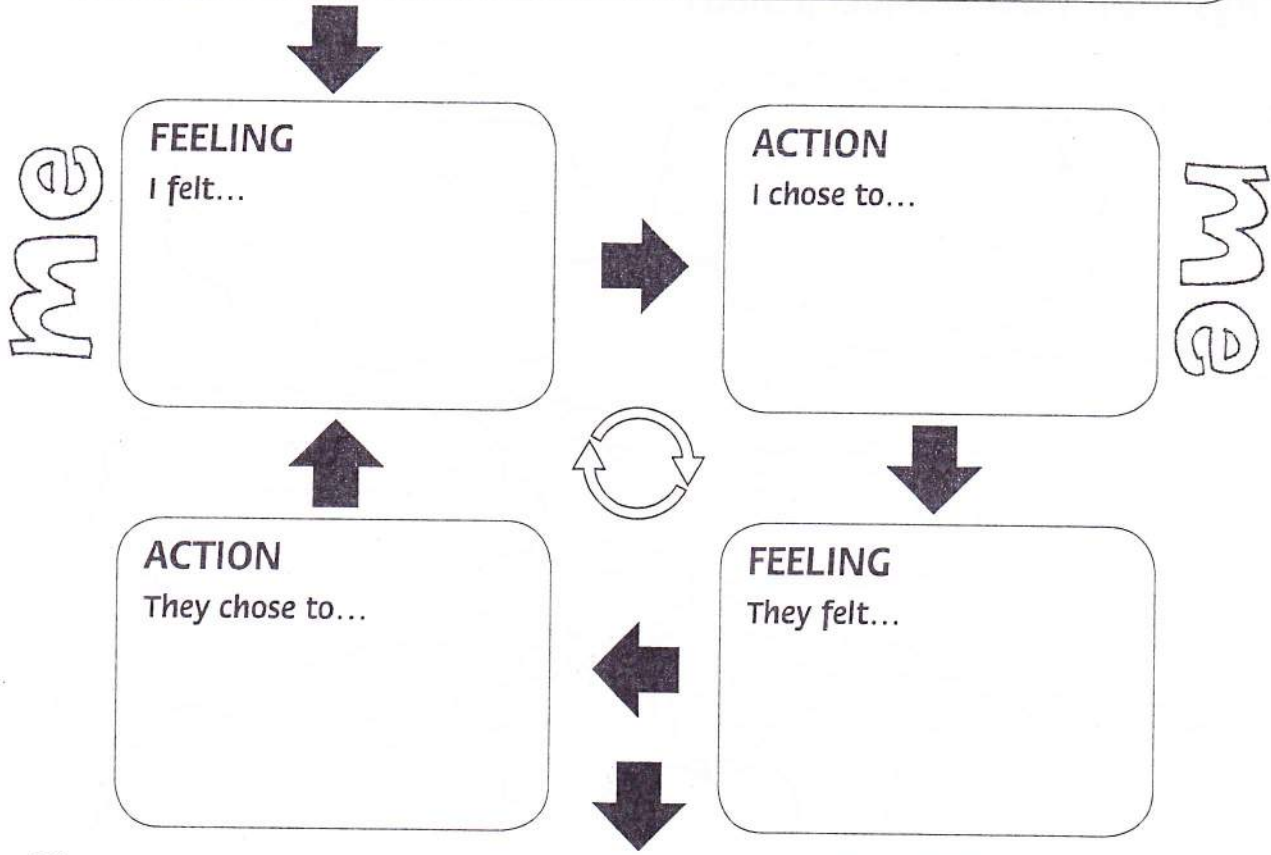 me
FEELING
I felt...
ACTION
I chose to...
me
ACTION
They chose to...
FEELING
They felt...